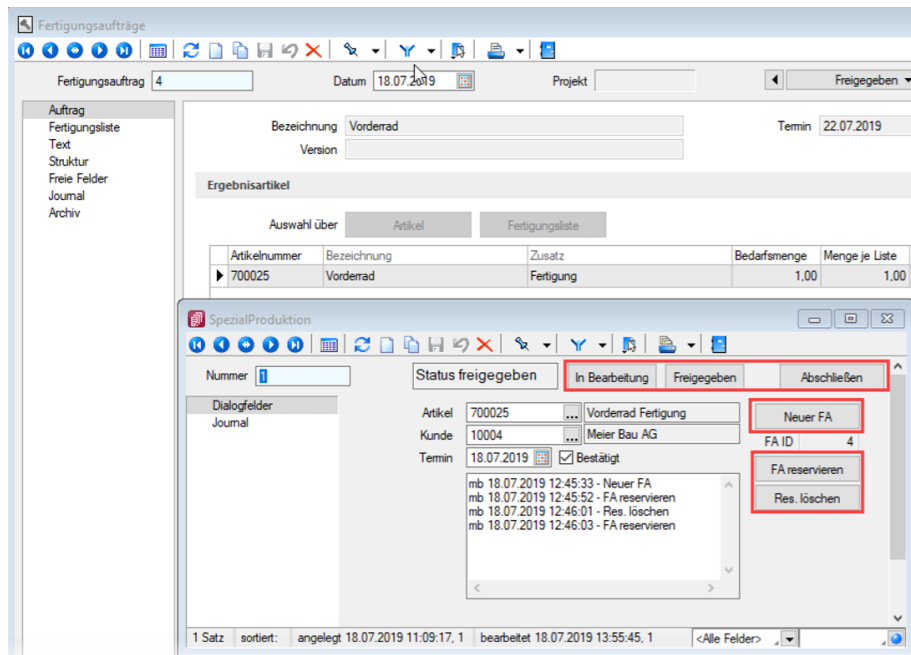 Fertigungsaufträge
Fertigungsauftrag 4 Datum 18.07.2019 Projekt Freigegeben
Auftrag
Fertigungsliste
Text
Struktur
Freie Felder
Journal
Archiv
Bezeichnung Vorderrad Termin 22.07.2019
Version
Ergebnisartikel
Auswahl über Artikel Fertigungsliste
Artikelnummer Bezeichnung Zusatz Bedarfsmenge Menge je Liste
700025 Vorderrad Fertigung 1,00 1,00
SpezialProduktion
Nummer 1 Status freigegeben In Bearbeitung Freigegeben Abschließen
Dialogfelder
Journal
Artikel 700025 ... Vorderrad Fertigung Neuer FA
Kunde 10004 ... Meier Bau AG FA ID 4
Termin 18.07.2019 Bestätigt FA reservieren
Res. löschen
mb 18.07.2019 12:45:33 - Neuer FA
mb 18.07.2019 12:45:52 - FA reservieren
mb 18.07.2019 12:46:01 - Res. löschen
mb 18.07.2019 12:46:03 - FA reservieren
1 Satz sortiert: angelegt 18.07.2019 11:09:17, 1 bearbeitet 18.07.2019 13:55:45, 1 <Alle Felder>